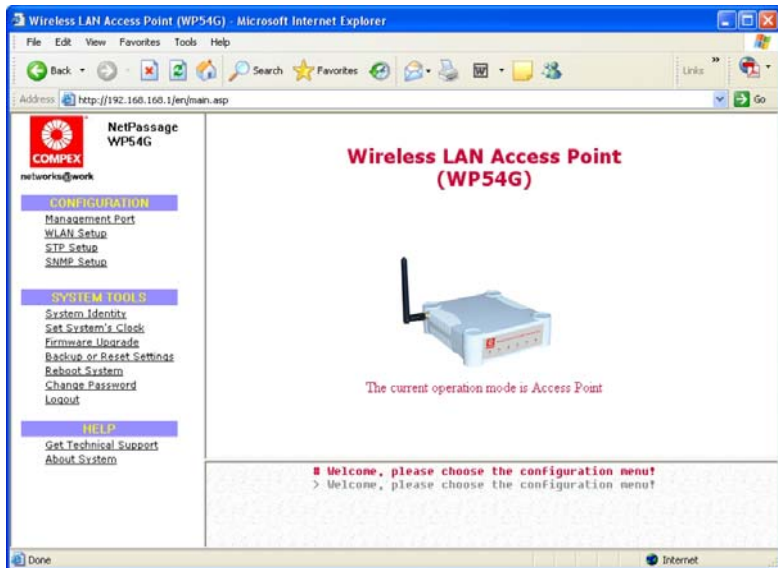 Wireless LAN Access Point (WP54G) - Microsoft Internet Explorer
File Edit View Favorites Tools Help
Back Search Favorites Links
Address http://192.168.168.1/en/main.asp Go
NetPassage
WP54G
COMPEX
networks@work
CONFIGURATION
Management Port
WLAN Setup
STP Setup
SNMP Setup
SYSTEM TOOLS
System Identity
Set System's Clock
Firmware Upgrade
Backup or Reset Settings
Reboot System
Change Password
Logout
HELP
Get Technical Support
About System
Wireless LAN Access Point
(WP54G)
The current operation mode is Access Point
# Welcome, please choose the configuration menu!
> Welcome, please choose the configuration menu!
Done Internet